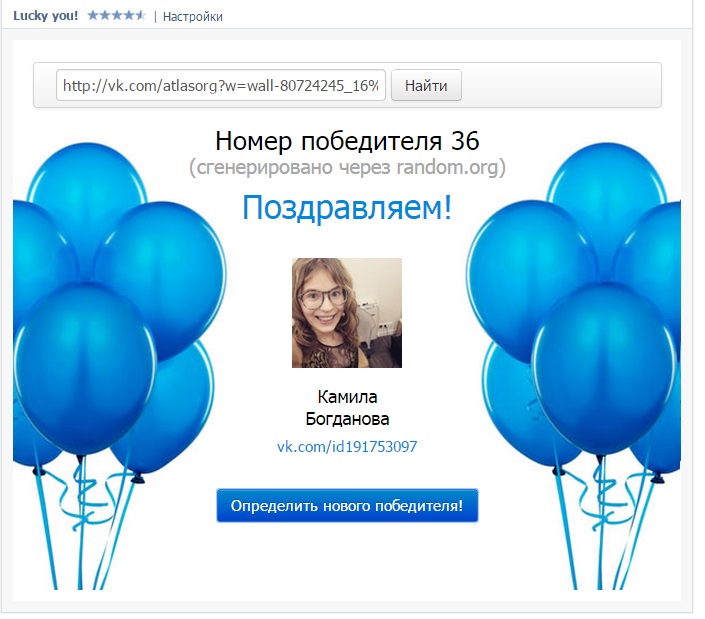 Lucky you! | Настройки
http://vk.com/atlasorg?w=wall-80724245_16% Найти
Номер победителя 36
(сгенерировано через random.org)
Поздравляем!
Камила
Богданова
vk.com/id191753097
Определить нового победителя!